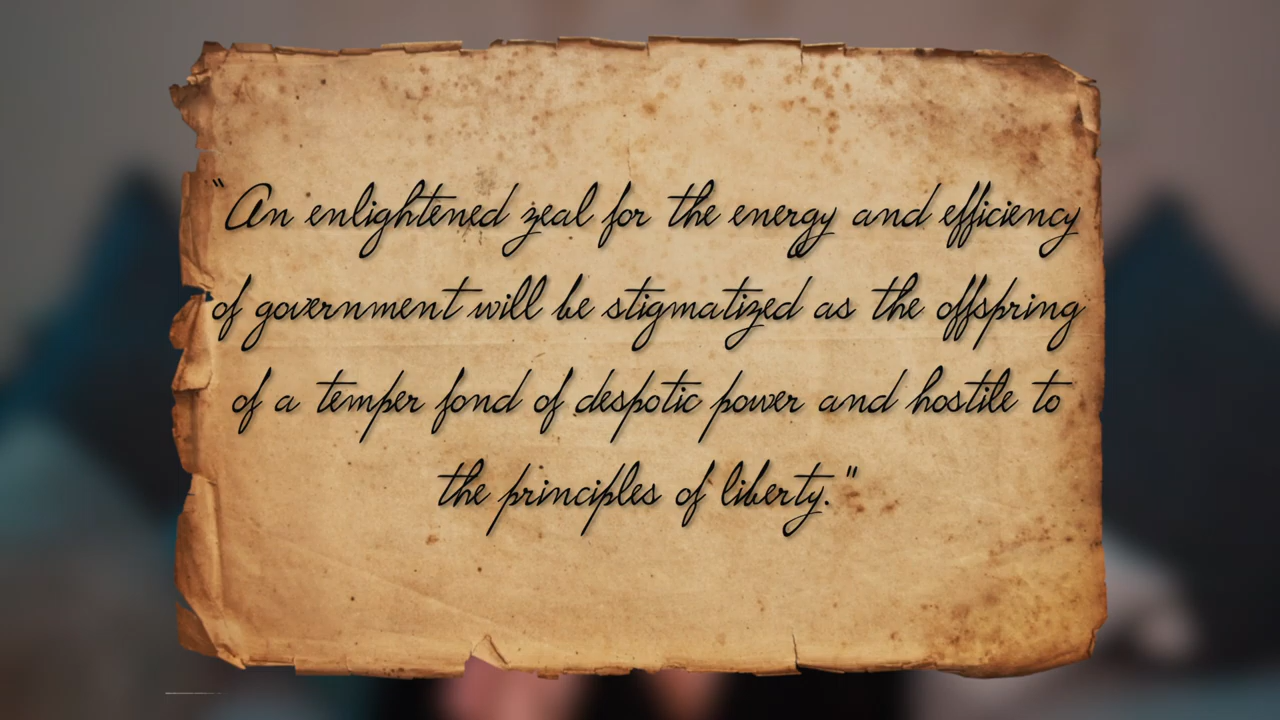 "An enlightened zeal for the energy and efficiency
of government will be stigmatized as the offspring
of a temper fond of despotic power and hostile to
the principles of liberty."